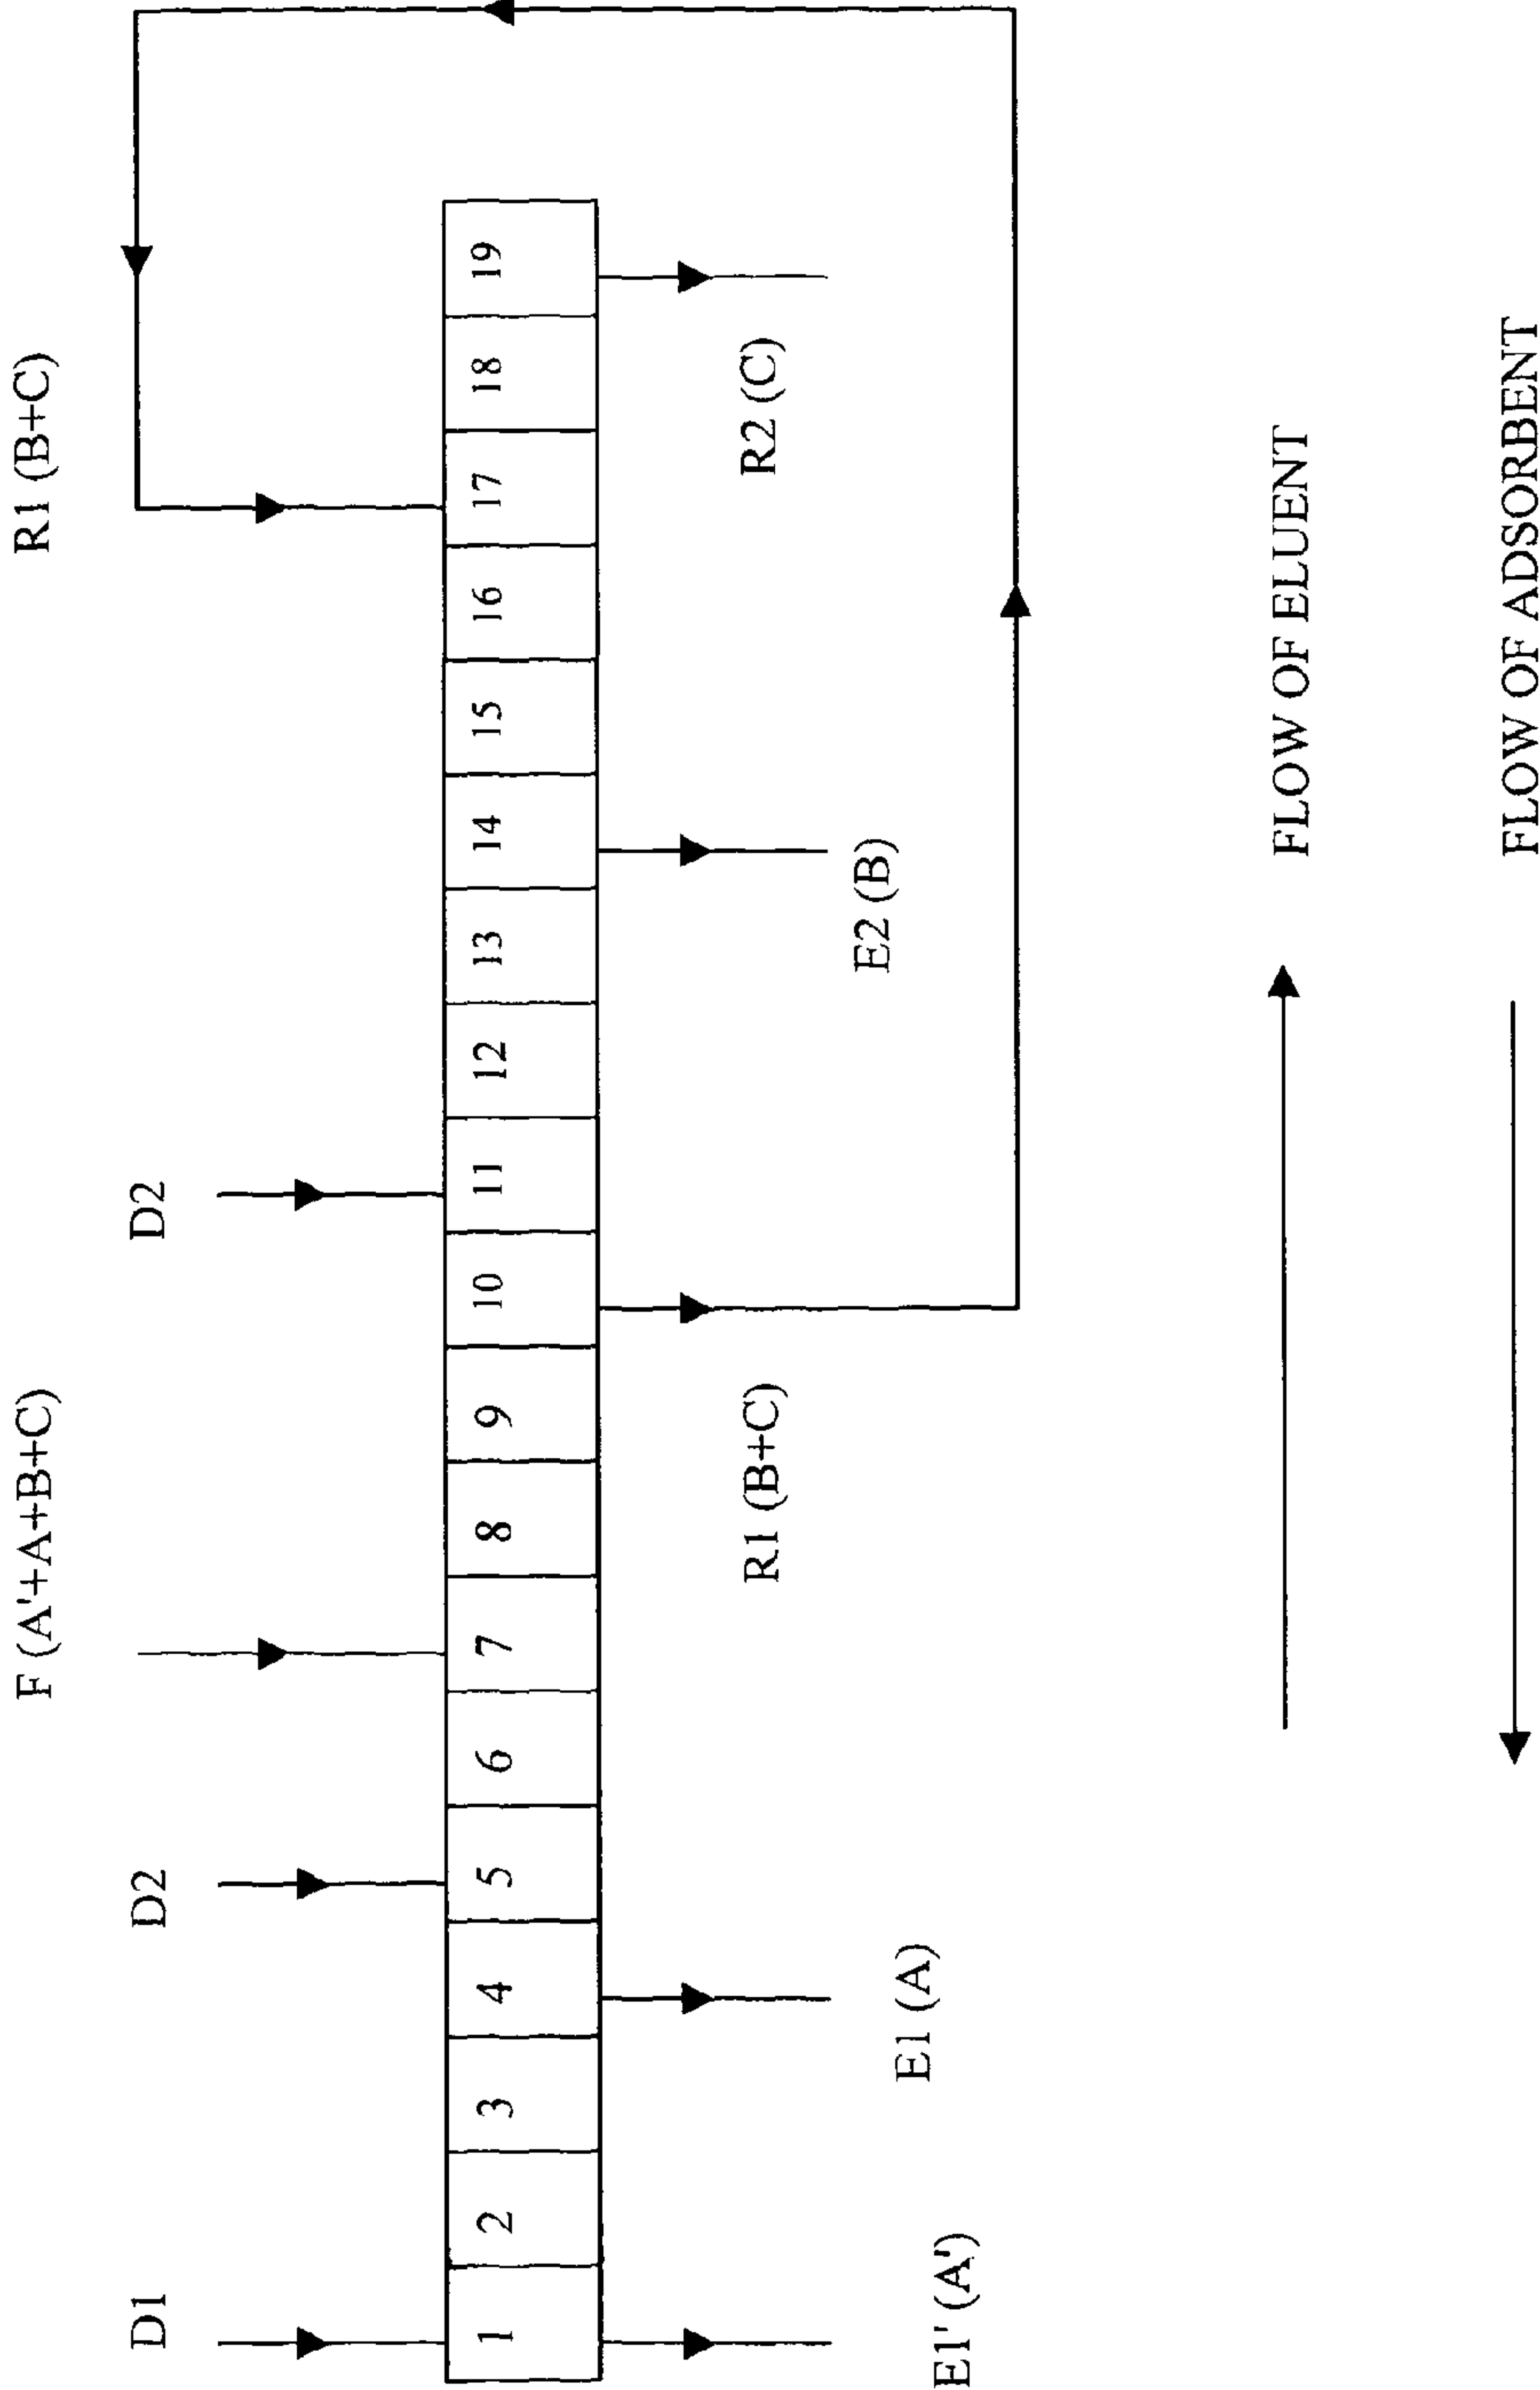 F (A'+A+B+C)
R1 (B+C)
D1
D2
D2
1 2 3 4 5 6 7 8 9 10 11 12 13 14 15 16 17 18 19
E1' (A')
E1 (A)
R1 (B+C)
E2 (B)
R2 (C)
FLOW OF ELUENT
FLOW OF ADSORBENT